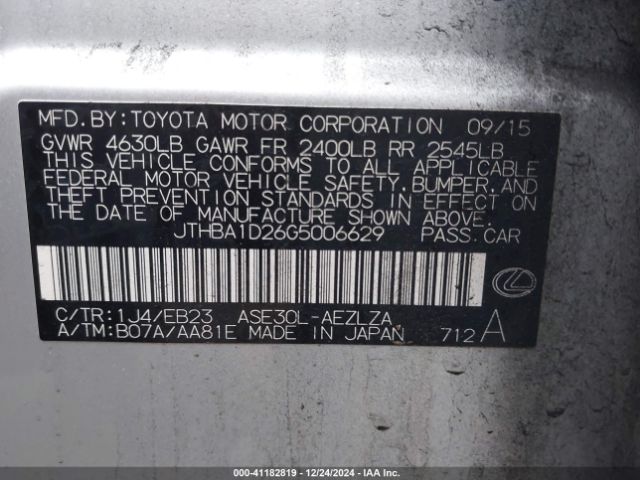 MFD. BY: TOYOTA MOTOR CORPORATION 09/15
GVWR 4630LB GAWR FR 2400LB RR 2545LB
THIS VEHICLE CONFORMS TO ALL APPLICABLE
FEDERAL MOTOR VEHICLE SAFETY, BUMPER, AND
THEFT PREVENTION STANDARDS IN EFFECT ON
THE DATE OF MANUFACTURE SHOWN ABOVE.
JTHBA1D26G5006629 PASS. CAR
C/TR: 1J4/EB23 ASE30L-AEZLZA
A/TM: B07A/AA81E MADE IN JAPAN 712 A
000-41182819 - 12/24/2024 - IAA Inc.